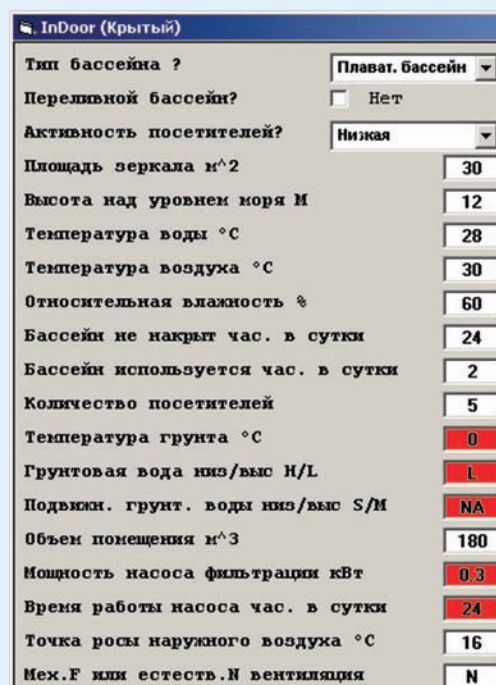 InDoor (Крытый)
Тип бассейна ? Плават. бассейн
Переливной бассейн? Нет
Активность посетителей? Низкая
Площадь зеркала м^2 30
Высота над уровнем моря М 12
Температура воды °C 28
Температура воздуха °C 30
Относительная влажность % 60
Бассейн не накрыт час. в сутки 24
Бассейн используется час. в сутки 2
Количество посетителей 5
Температура грунта °C 0
Грунтовая вода низ/выс H/L L
Подвижн. грунт. воды низ/выс S/M NA
Объем помещения м^3 180
Мощность насоса фильтрации кВт 0,3
Время работы насоса час. в сутки 24
Точка росы наружного воздуха °C 16
Мех.F или естеств.N вентиляция N